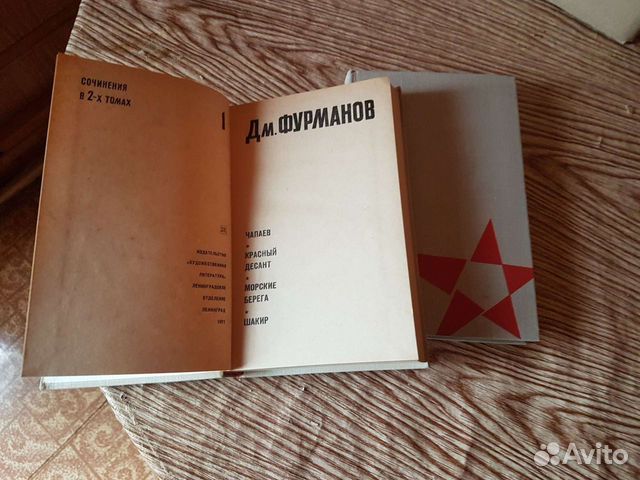 СОЧИНЕНИЯ
В 2-Х ТОМАХ
1
ИЗДАТЕЛЬСТВО
«ХУДОЖЕСТВЕННАЯ
ЛИТЕРАТУРА»
ЛЕНИНГРАДСКОЕ
ОТДЕЛЕНИЕ
ЛЕНИНГРАД
1971
Дм. ФУРМАНОВ
ЧАПАЕВ
КРАСНЫЙ
ДЕСАНТ
МОРСКИЕ
БЕРЕГА
ШАКИР
Avito